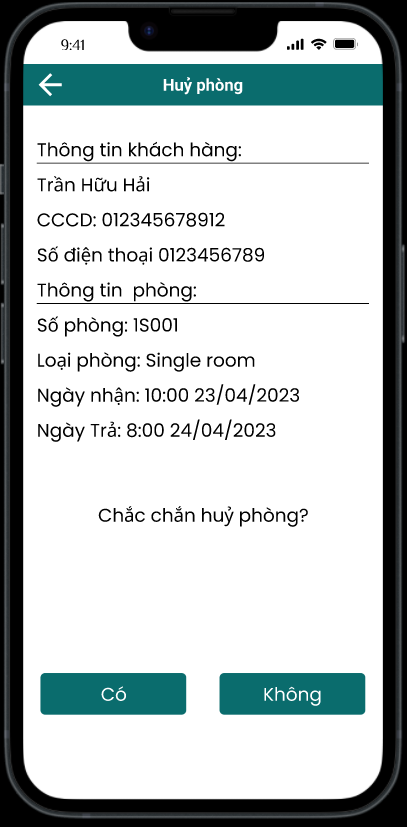 9:41
Huỷ phòng
Thông tin khách hàng:
Trần Hữu Hải
CCCD: 012345678912
Số điện thoại 0123456789
Thông tin  phòng:
Số phòng: 1S001
Loại phòng: Single room
Ngày nhận: 10:00 23/04/2023
Ngày Trả: 8:00 24/04/2023
Chắc chắn huỷ phòng?
Có
Không